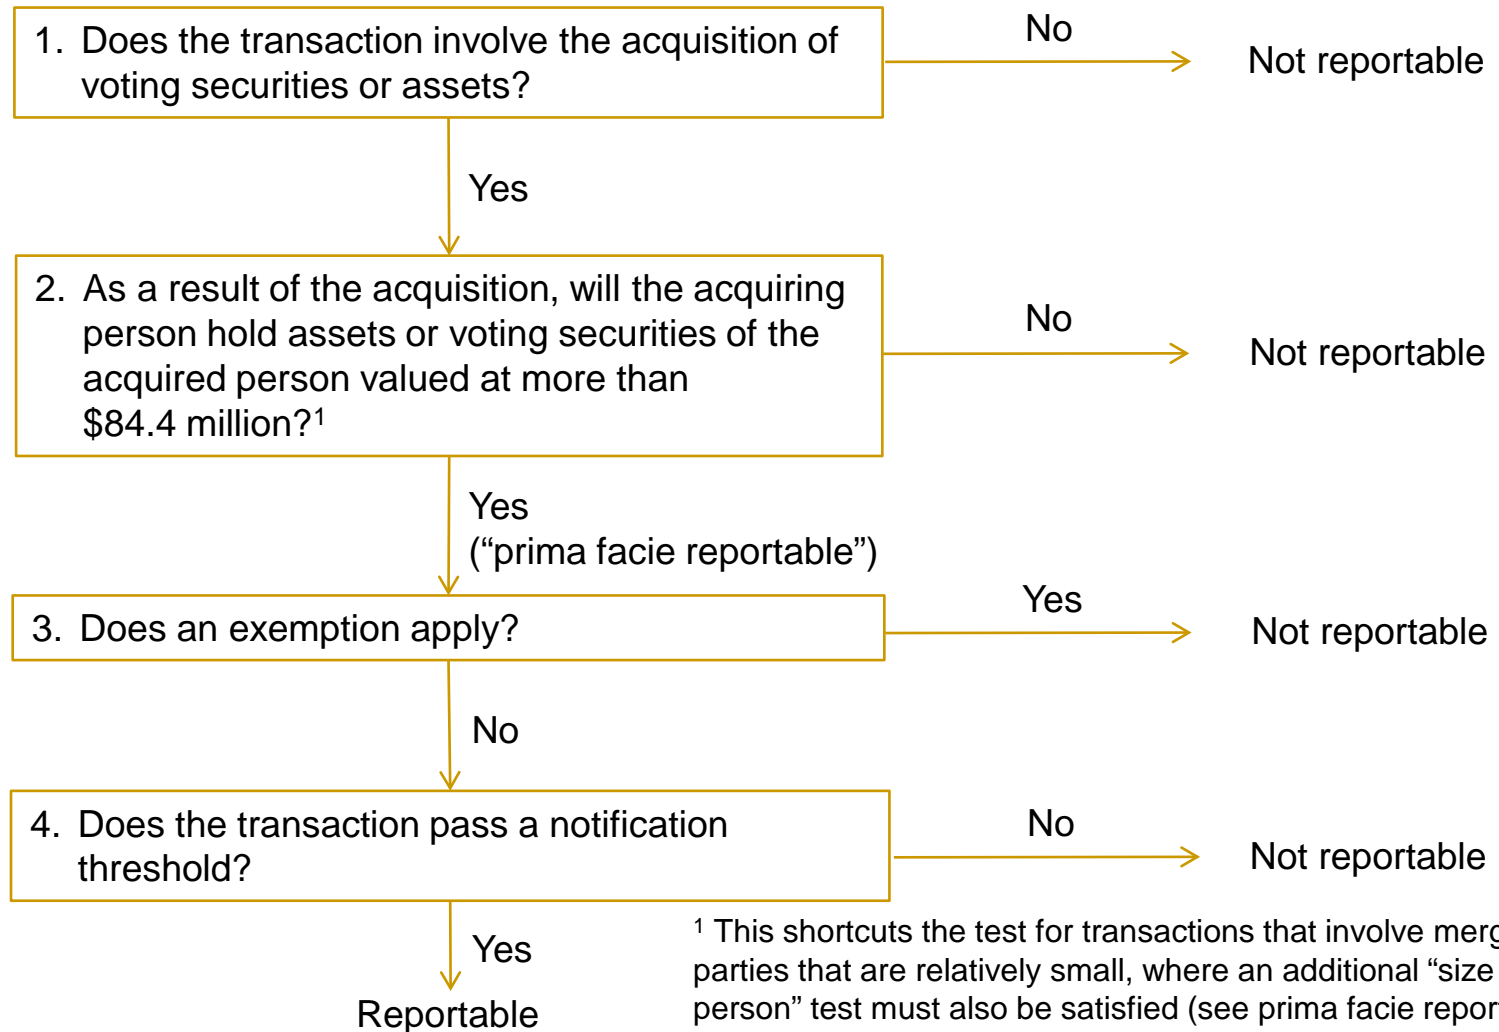 1. Does the transaction involve the acquisition of
voting securities or assets?
No
Not reportable
Yes
2. As a result of the acquisition, will the acquiring
person hold assets or voting securities of the
acquired person valued at more than
$84.4 million?¹
No
Not reportable
Yes
(“prima facie reportable”)
3. Does an exemption apply?
Yes
Not reportable
No
4. Does the transaction pass a notification
threshold?
No
Not reportable
Yes
Reportable
¹ This shortcuts the test for transactions that involve
parties that are relatively small, where an additional “size
person” test must also be satisfied (see prima facie